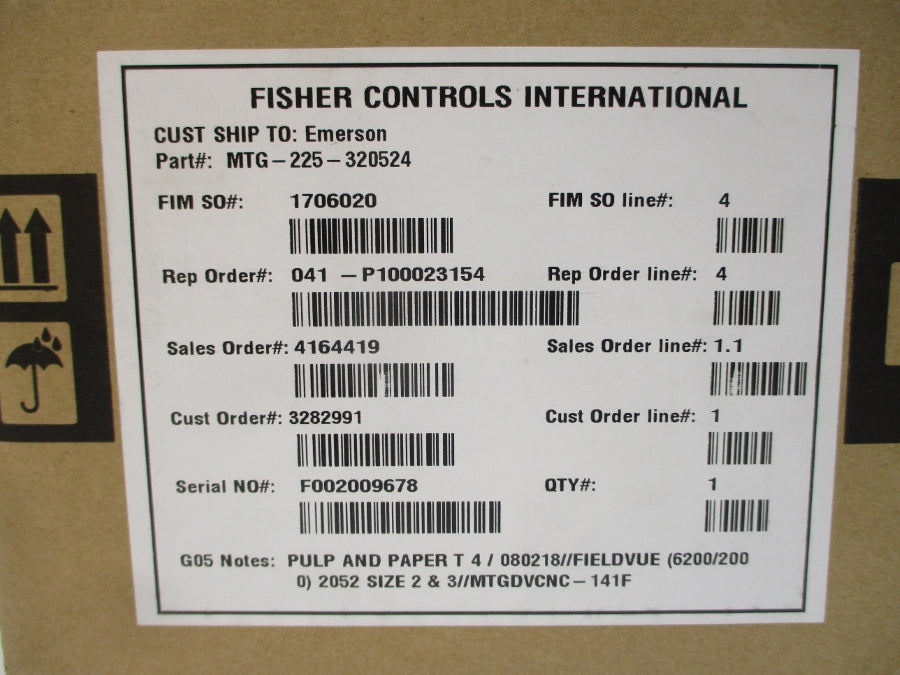 FISHER CONTROLS INTERNATIONAL
CUST SHIP TO: Emerson
Part#: MTG-225-320524
FIM SO#: 1706020 FIM SO line#: 4
Rep Order#: 041 -P100023154 Rep Order line#: 4
Sales Order#: 4164419 Sales Order line#: 1.1
Cust Order#: 3282991 Cust Order line#: 1
Serial NO#: F002009678 QTY#: 1
G05 Notes: PULP AND PAPER T 4 / 080218//FIELDVUE (6200/200
0) 2052 SIZE 2 & 3//MTGDVCNC-141F